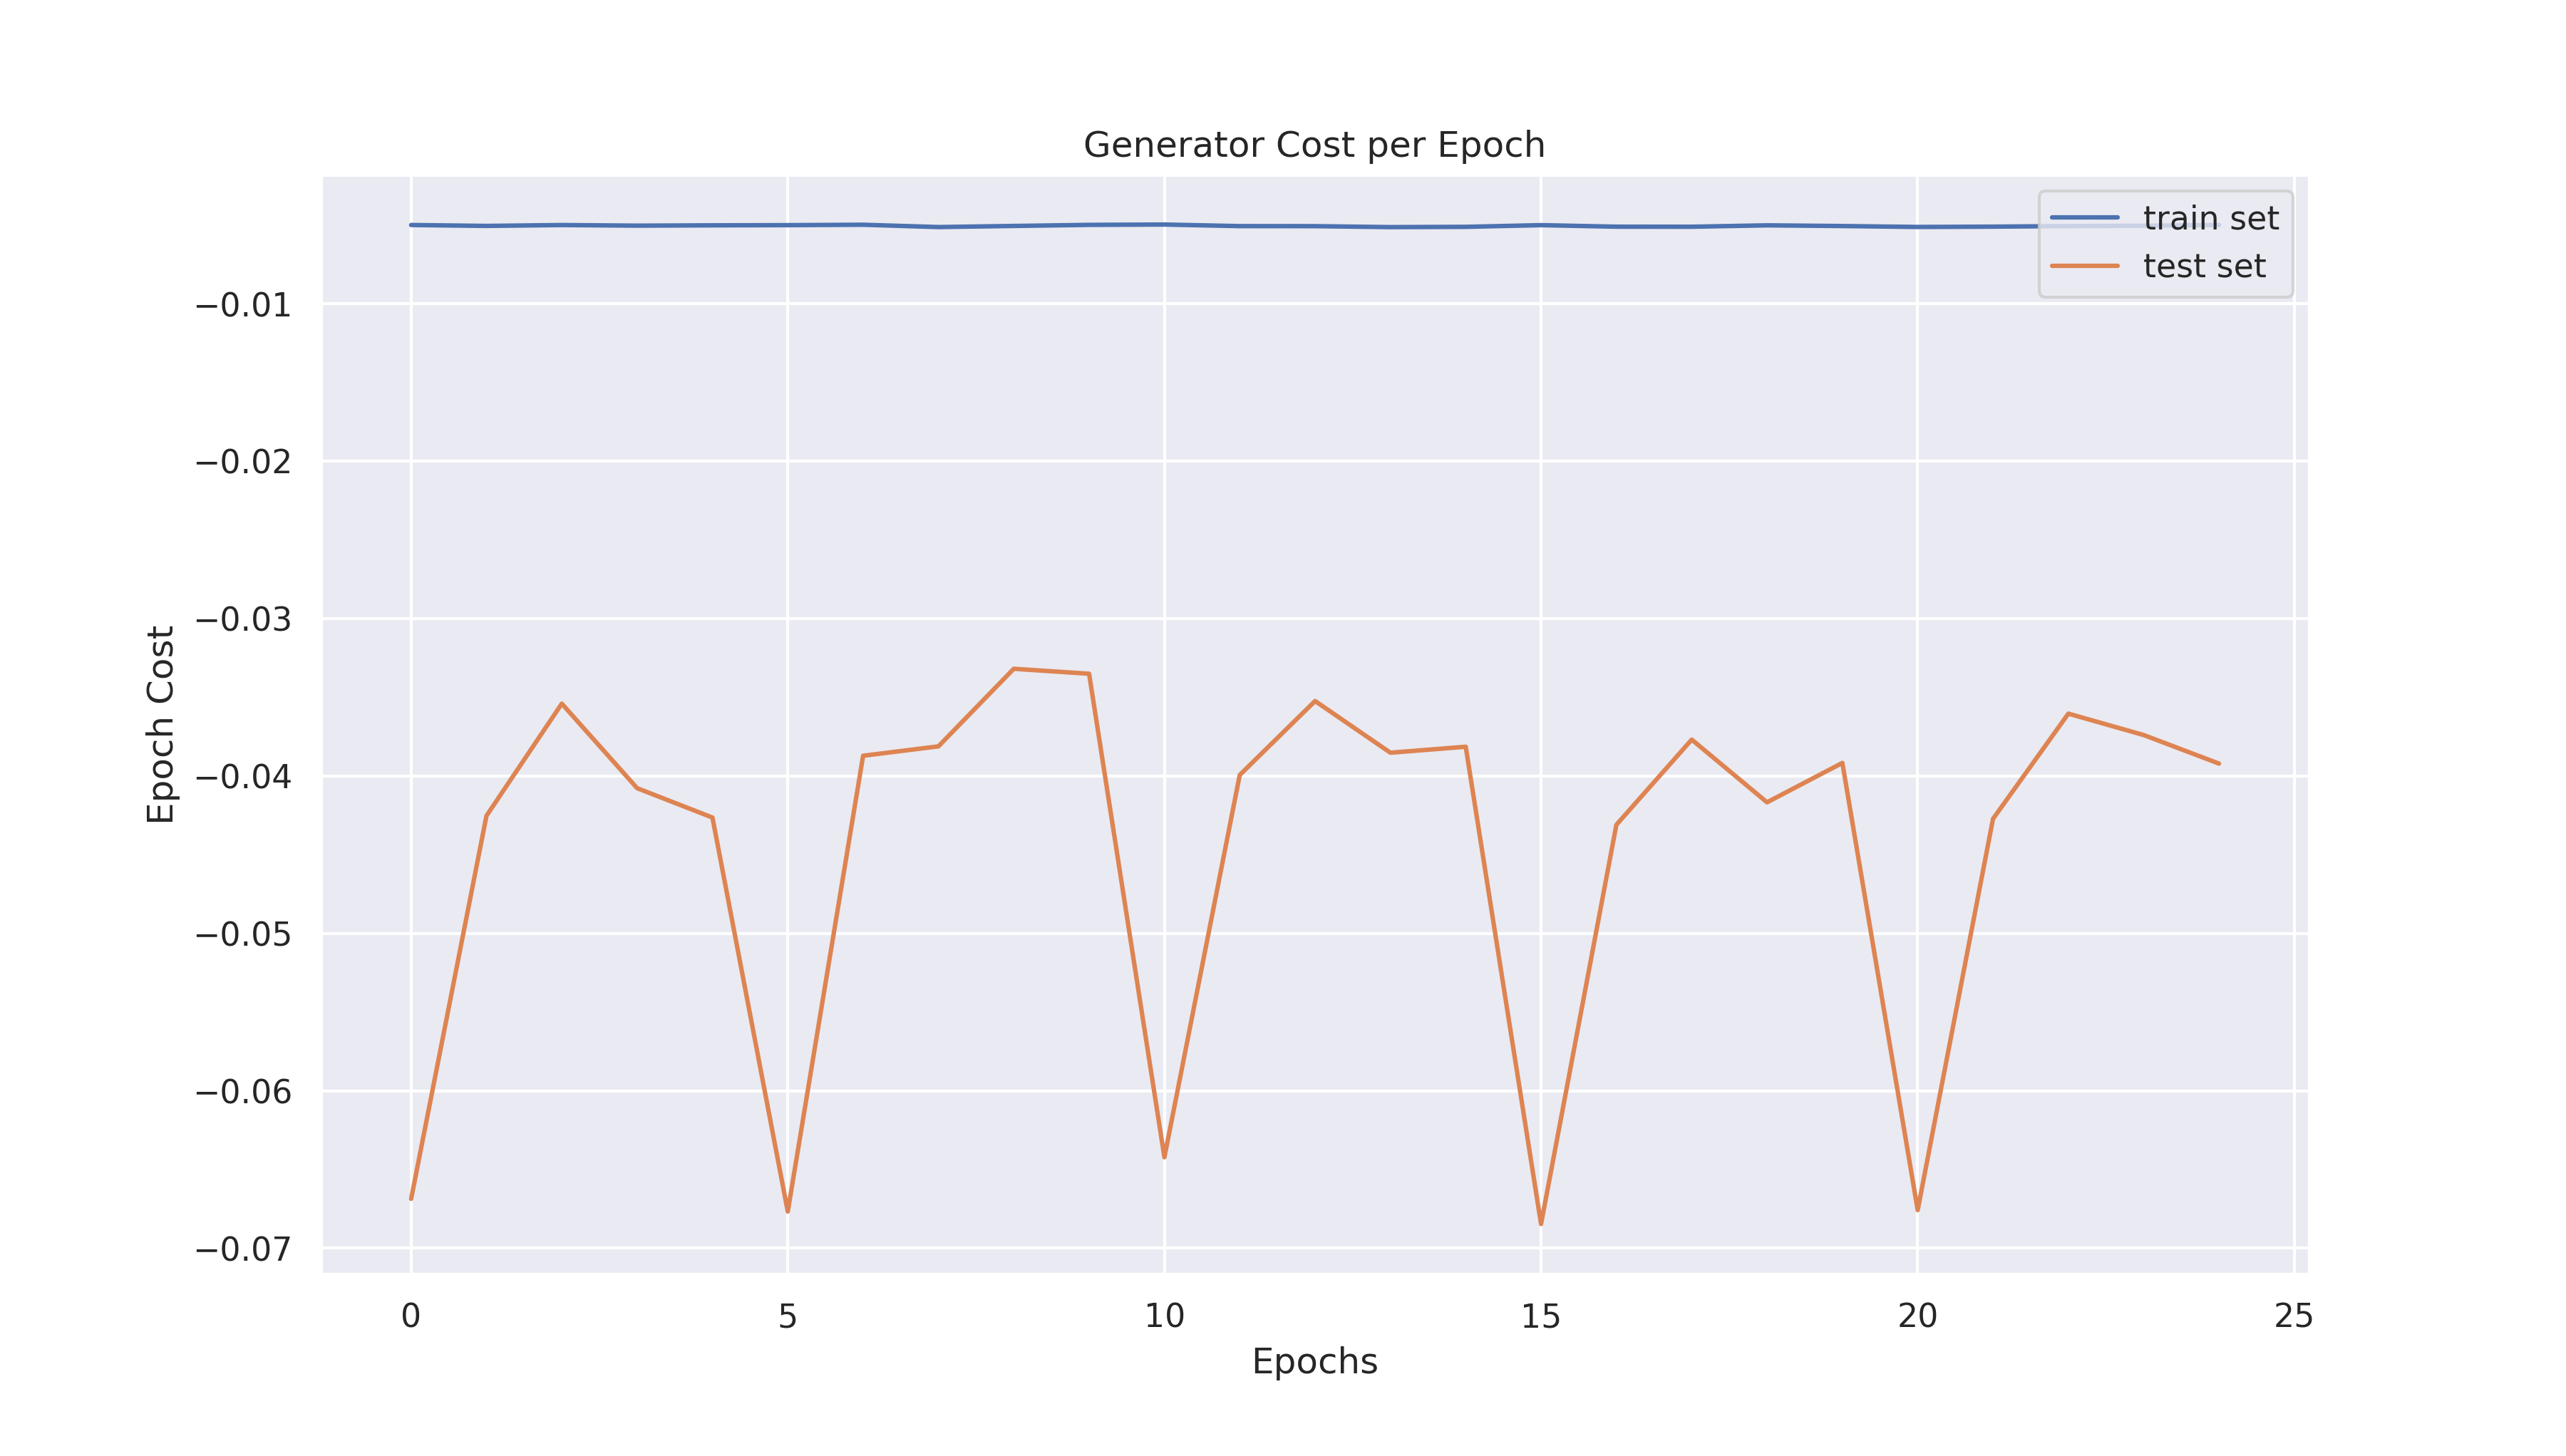 Generator Cost per Epoch
train set
test set
−0.01
−0.02
−0.03
−0.04
−0.05
−0.06
−0.07
Epoch Cost
0 5 10 15 20 25
Epochs